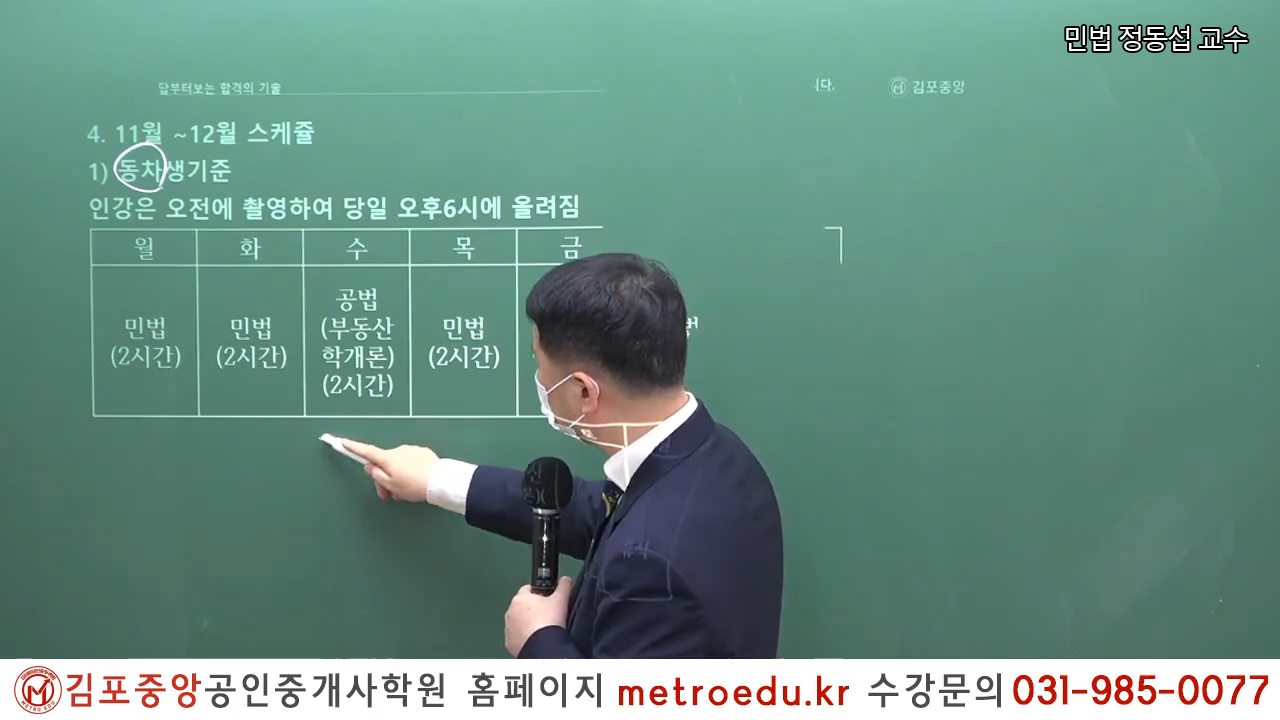 민법 정동섭 교수
답부터보는 합격의 기술
니다.
김포중앙
4. 11월 ~12월 스케쥴
1) 동차생기준
인강은 오전에 촬영하여 당일 오후6시에 올려짐
월 화 수 목 금
민법 (2시간)
민법 (2시간)
공법 (부동산 학개론) (2시간)
민법 (2시간)
METRO EDU
김포중앙공인중개사학원 홈페이지 metroedu.kr 수강문의 031-985-0077